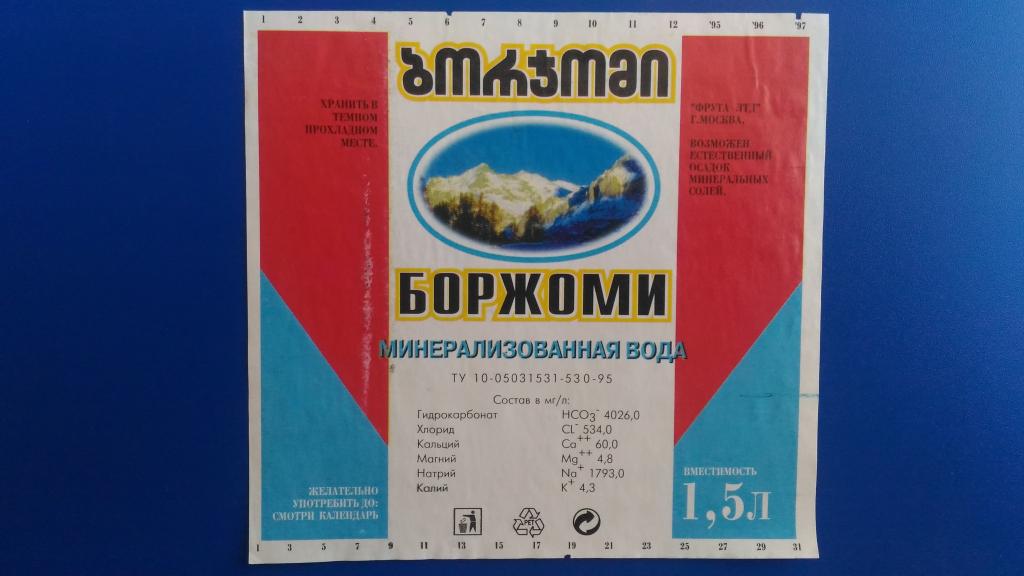 1 2 3 4 5 6 7 8 9 10 11 12 '95 '96 '97
ბორჯომი
ХРАНИТЬ В
ТЕМНОМ
ПРОХЛАДНОМ
МЕСТЕ.
"ФРУТА-ЛЕД"
Г.МОСКВА.
ВОЗМОЖЕН
ЕСТЕСТВЕННЫЙ
ОСАДОК
МИНЕРАЛЬНЫХ
СОЛЕЙ.
БОРЖОМИ
МИНЕРАЛИЗОВАННАЯ ВОДА
ТУ 10-05031531-530-95
Состав в мг/л:
Гидрокарбонат HCO3⁻ 4026,0
Хлорид CL⁻ 534,0
Кальций Ca⁺⁺ 60,0
Магний Mg⁺⁺ 4,8
Натрий Na⁺ 1793,0
Калий K⁺ 4,3
ЖЕЛАТЕЛЬНО
УПОТРЕБИТЬ ДО:
СМОТРИ КАЛЕНДАРЬ
PET
ВМЕСТИМОСТЬ
1,5л
1 3 5 7 9 11 13 15 17 19 21 23 25 27 29 31